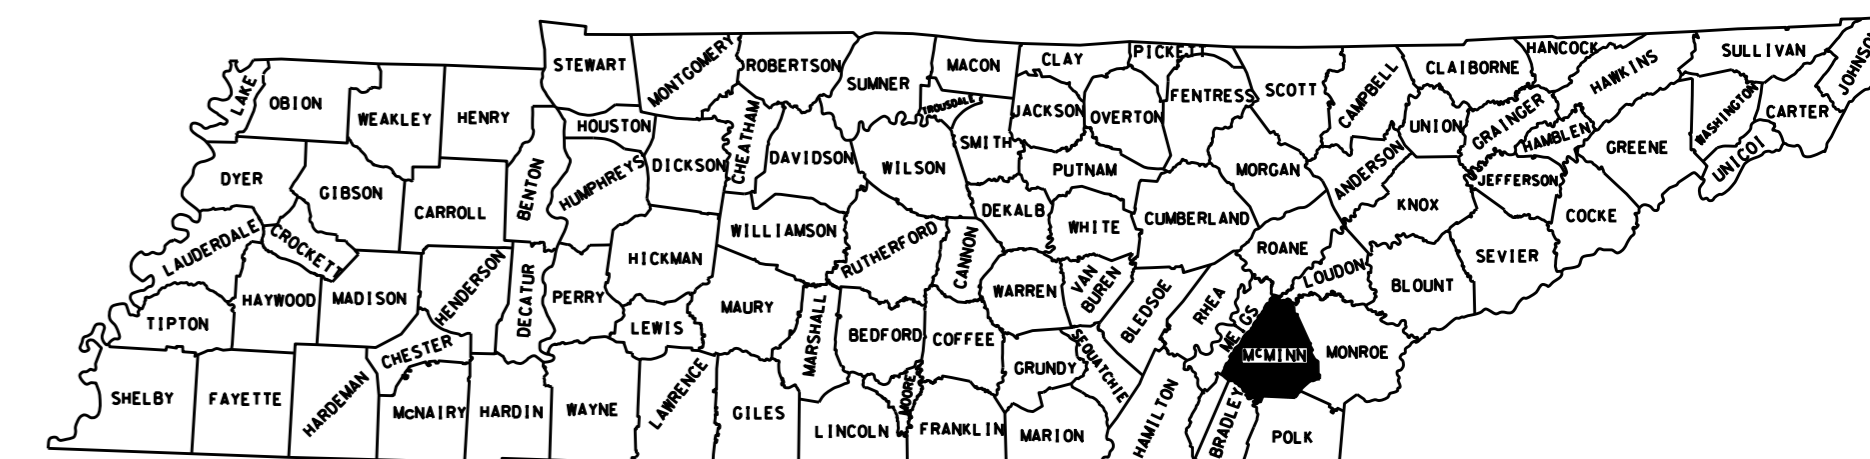 STEWART
MONTGOMERY
ROBERTSON
SUMNER
MACON
CLAY
PICKETT
SCOTT
CAMPBELL
CLAIBORNE
HANCOCK
HAWKINS
SULLIVAN
JOHNSON
LAKE
OBION
WEAKLEY
HENRY
HOUSTON
CHEATHAM
TROUSDALE
JACKSON
OVERTON
FENTRESS
UNION
GRAINGER
HAMBLEN
GREENE
WASHINGTON
CARTER
UNICOI
DYER
GIBSON
CARROLL
BENTON
HUMPHREYS
DICKSON
DAVIDSON
WILSON
SMITH
PUTNAM
MORGAN
ANDERSON
KNOX
JEFFERSON
COCKE
LAUDERDALE
CROCKETT
HICKMAN
WILLIAMSON
RUTHERFORD
CANNON
DEKALB
WHITE
CUMBERLAND
ROANE
LOUDON
BLOUNT
SEVIER
TIPTON
HAYWOOD
MADISON
HENDERSON
DECATUR
PERRY
LEWIS
MAURY
MARSHALL
BEDFORD
COFFEE
WARREN
VAN
BUREN
BLEDSOE
RHEA
MEIGS
McMINN
MONROE
SHELBY
FAYETTE
HARDEMAN
CHESTER
McNAIRY
HARDIN
WAYNE
LAWRENCE
GILES
LINCOLN
MOORE
FRANKLIN
GRUNDY
SEQUATCHIE
MARION
HAMILTON
BRADLEY
POLK